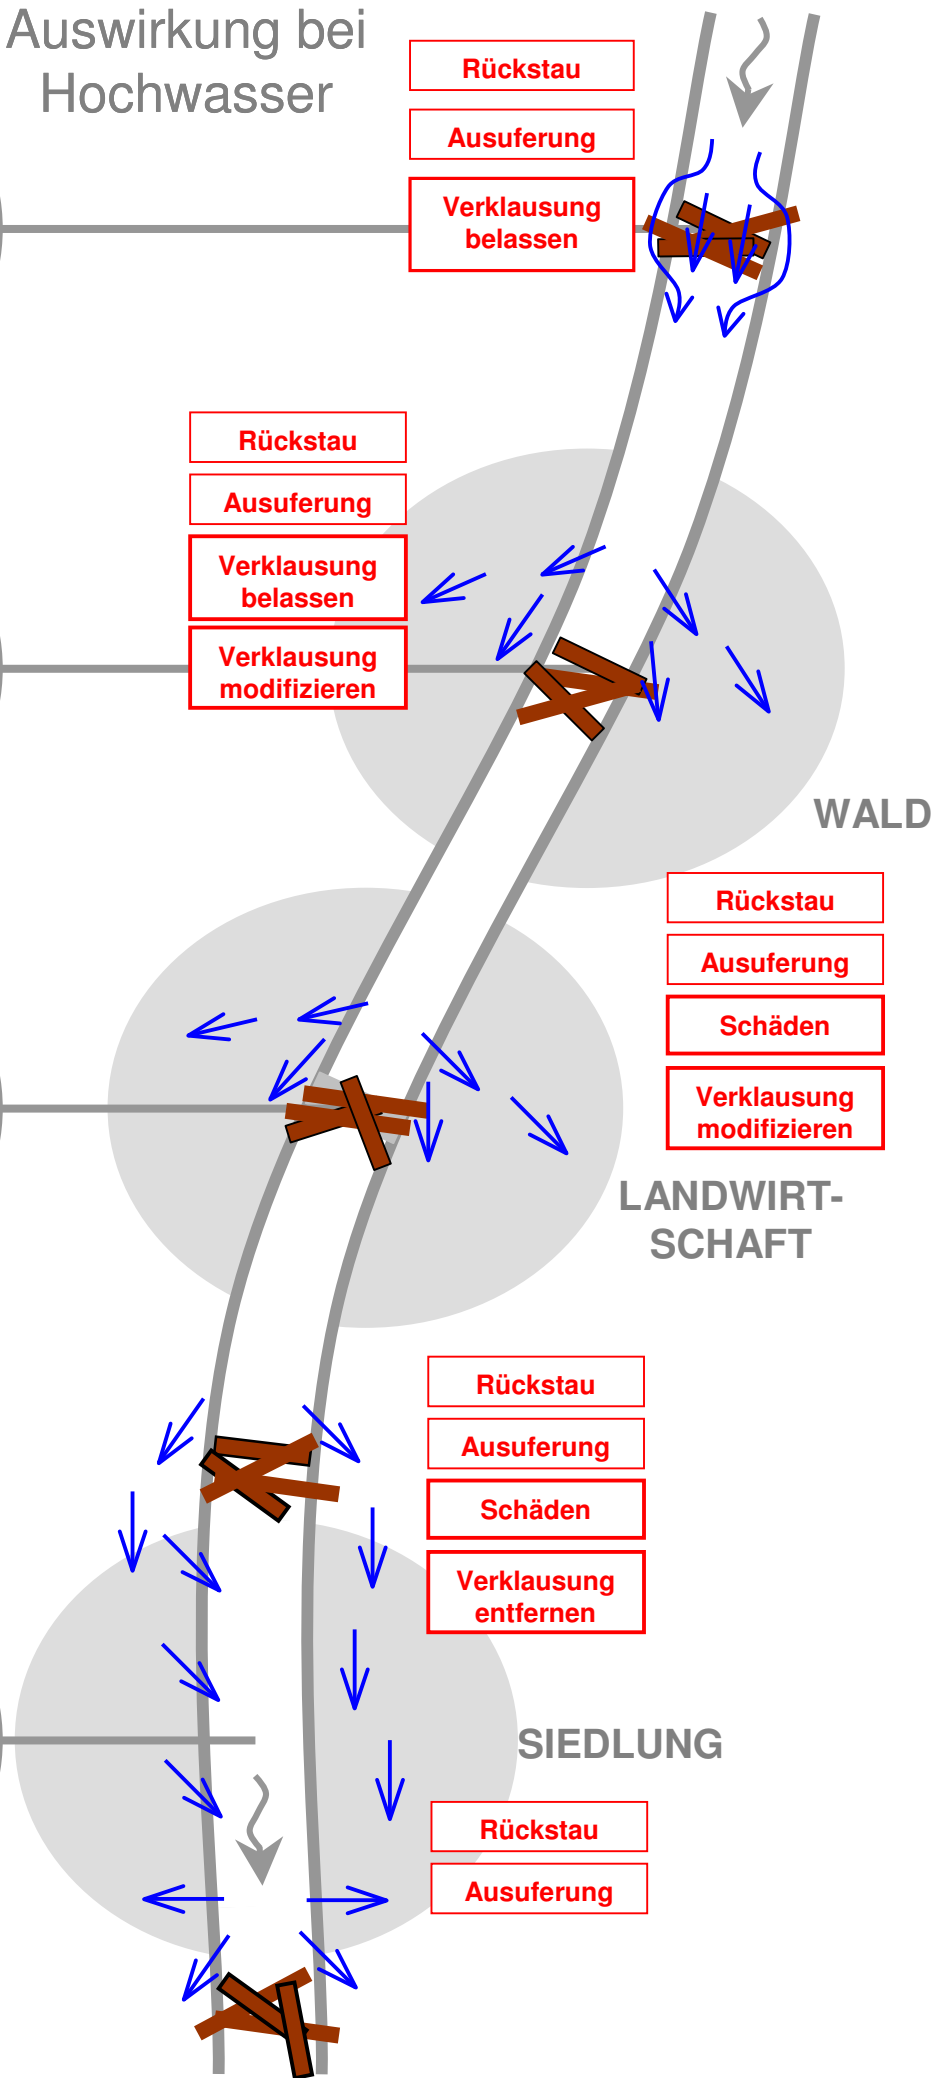 Auswirkung bei
Hochwasser
Rückstau
Ausuferung
Verklausung
belassen
Rückstau
Ausuferung
Verklausung
belassen
Verklausung
modifizieren
WALD
Rückstau
Ausuferung
Schäden
Verklausung
modifizieren
LANDWIRT-
SCHAFT
Rückstau
Ausuferung
Schäden
Verklausung
entfernen
SIEDLUNG
Rückstau
Ausuferung